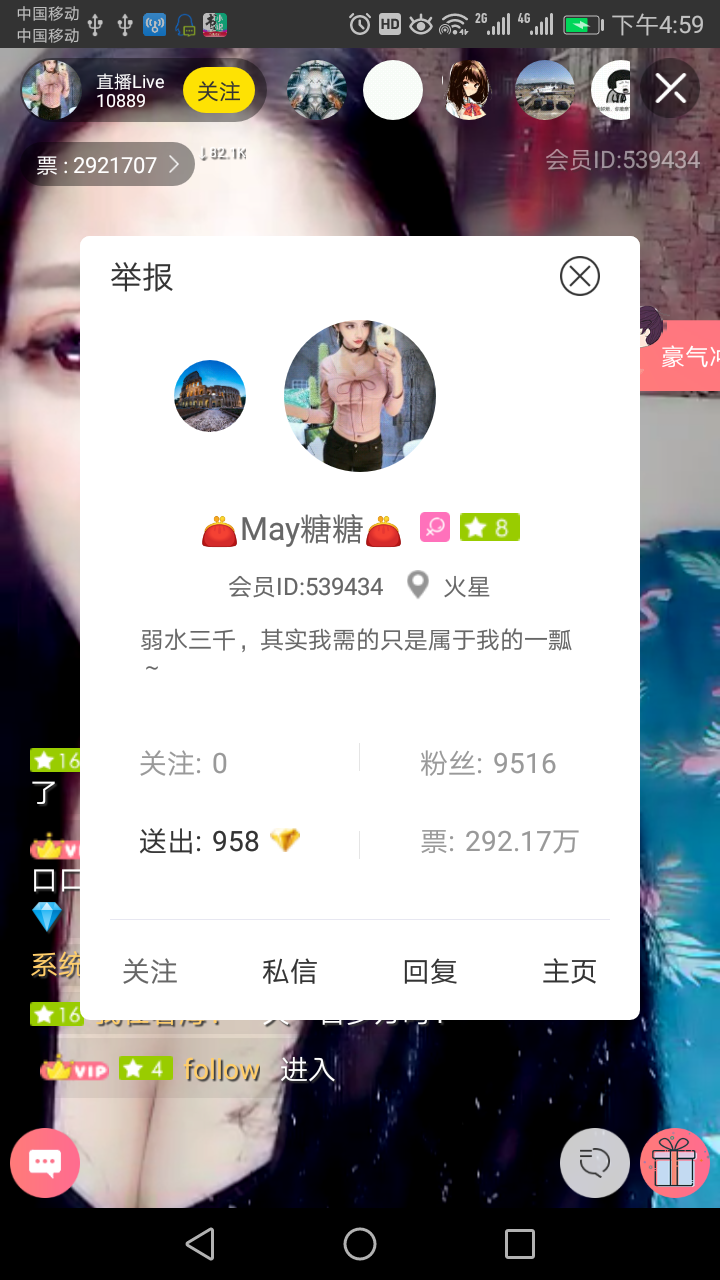 中国移动
中国移动
HD
2G
4G
下午4:59
直播Live
10889
关注
票 : 2921707
↓ 82.1K
会员ID:539434
举报
豪气冲
May糖糖
8
会员ID:539434
火星
弱水三千，其实我需的只是属于我的一瓢
~
关注: 0
粉丝: 9516
送出: 958
票: 292.17万
关注
私信
回复
主页
16
了
口口
系统
16
VIP
4
follow
进入